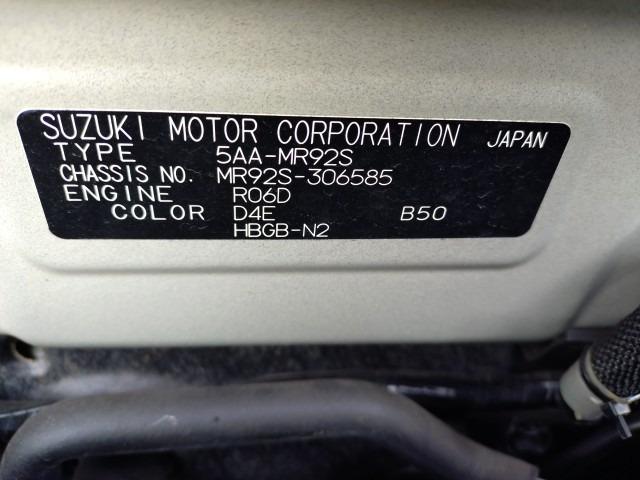 SUZUKI MOTOR CORPORATION JAPAN
TYPE 5AA-MR92S
CHASSIS NO. MR92S-306585
ENGINE R06D
COLOR D4E B50
HBGB-N2